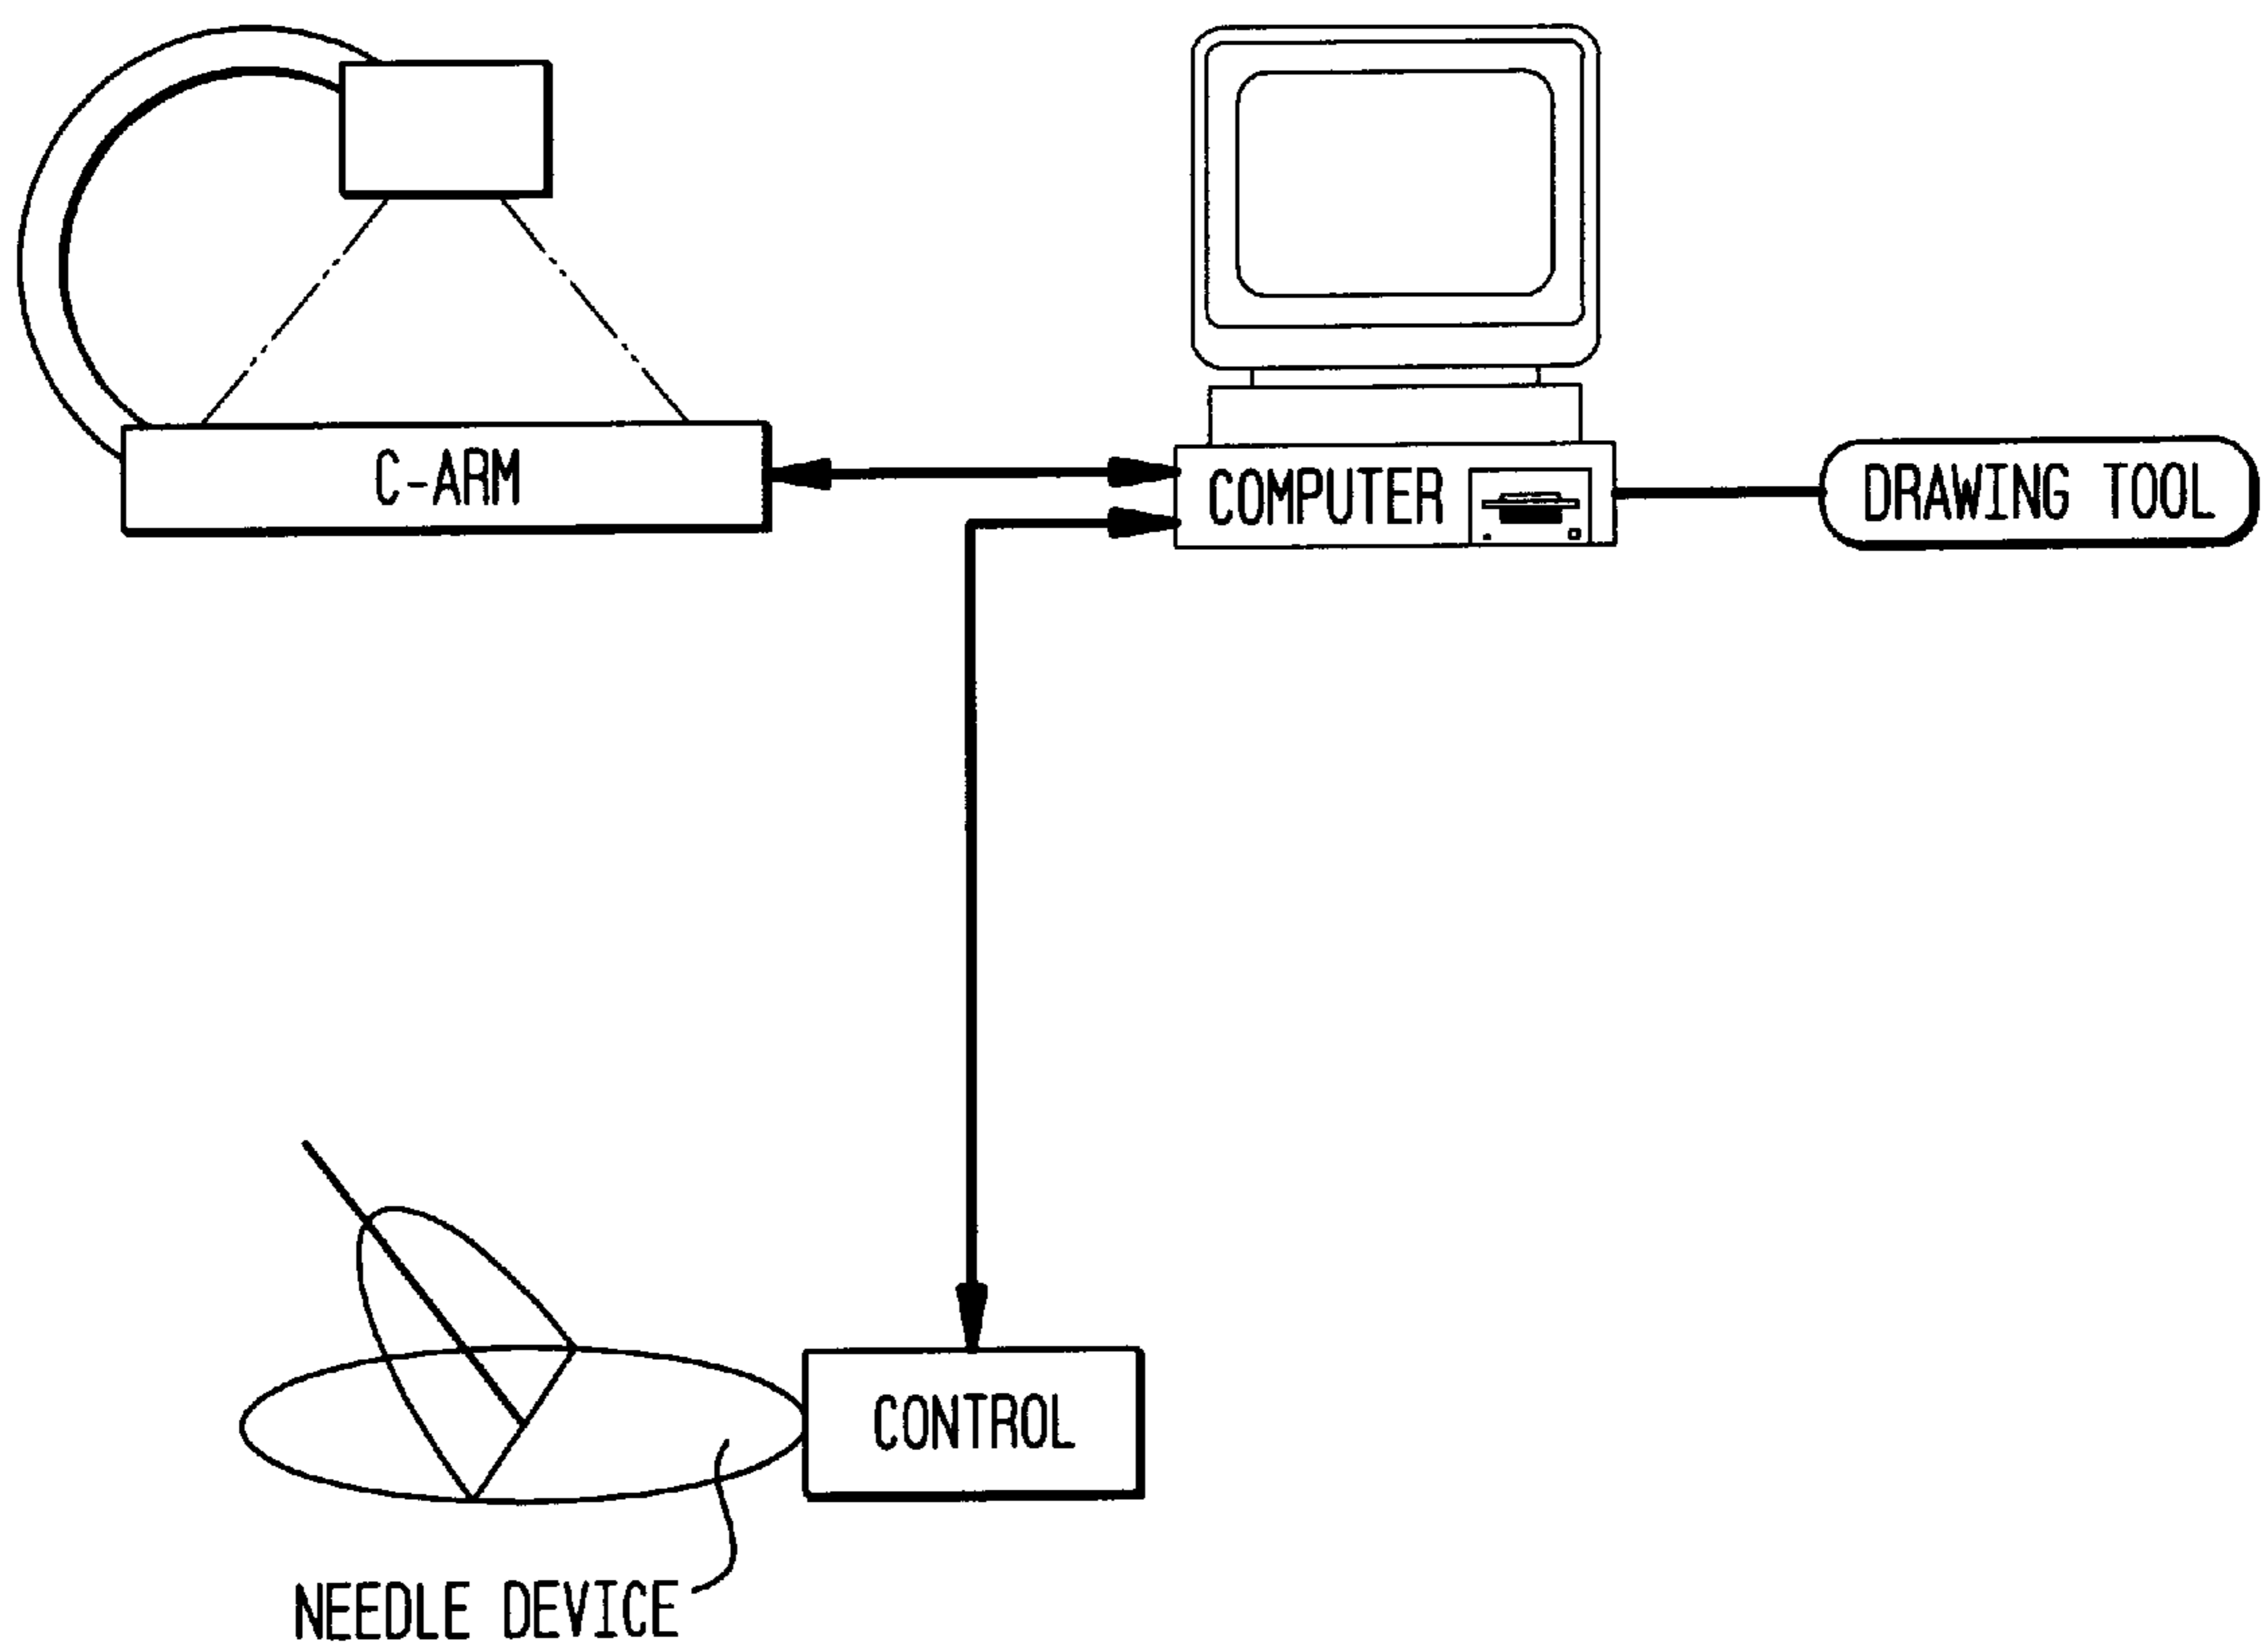 C-ARM
COMPUTER
DRAWING TOOL
CONTROL
NEEDLE DEVICE